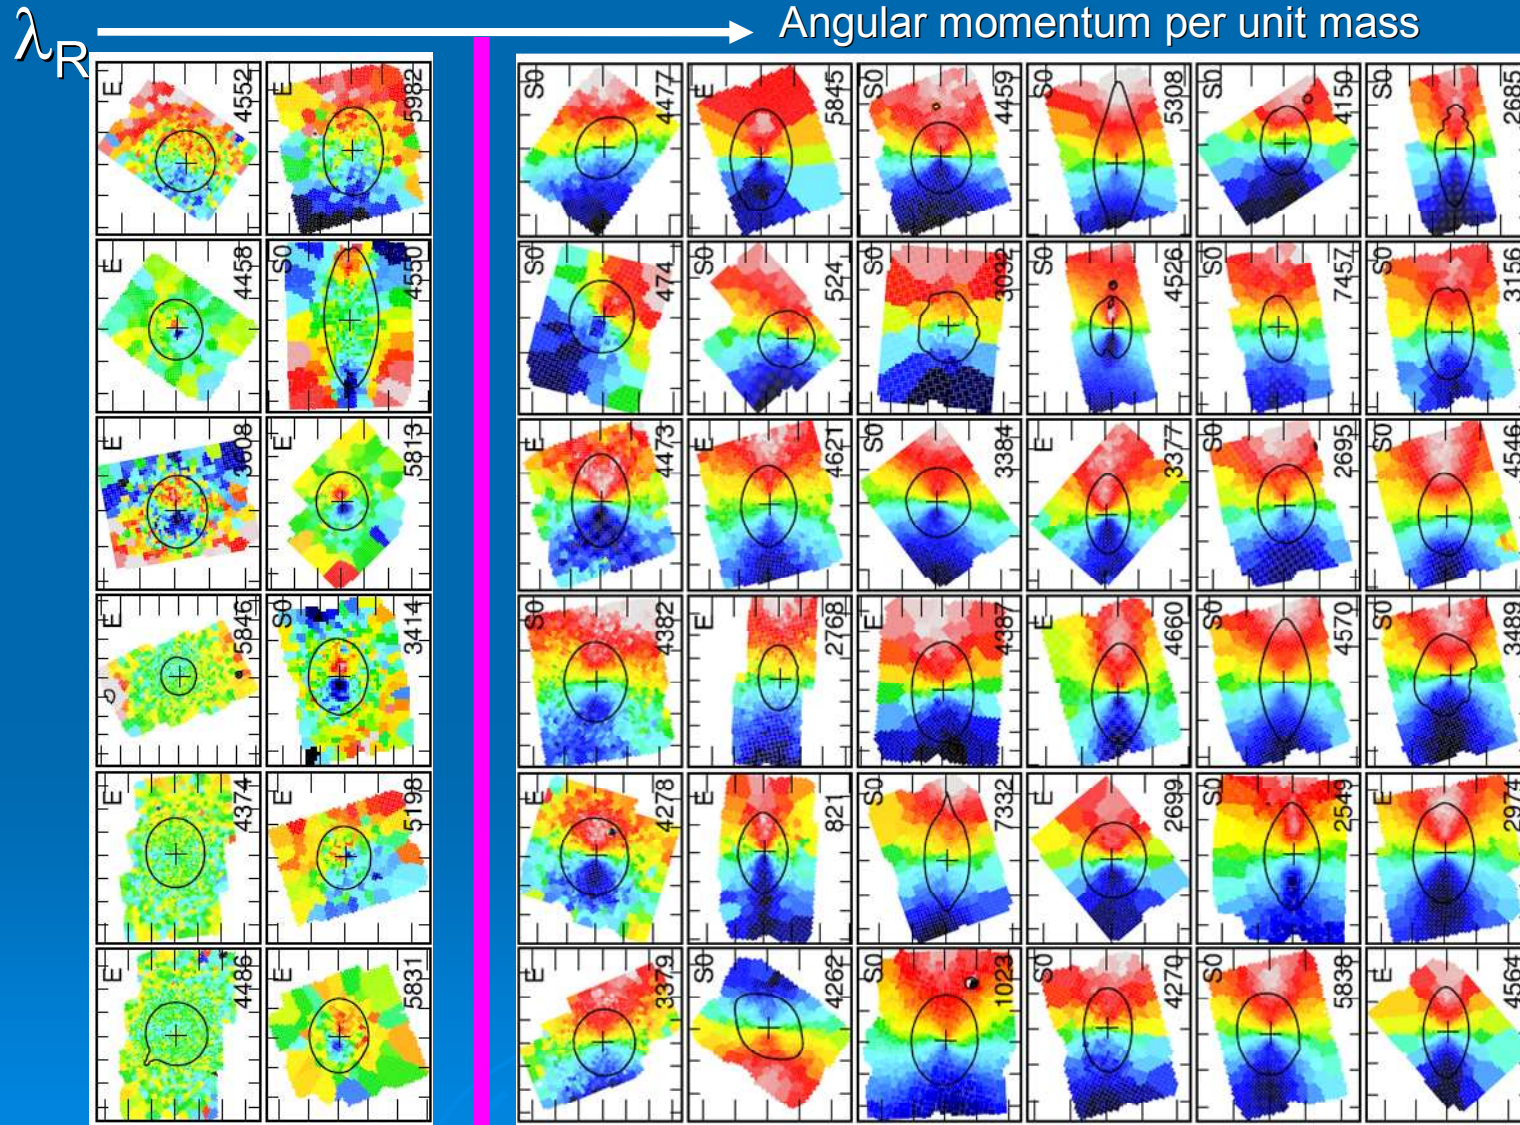 λR Angular momentum per unit mass
E 4552 E 5982 S0 4477 E 5845 S0 4459 S0 5308 S0 4150 S0 2685
E 4458 S0 4550 S0 474 S0 524 S0 3032 S0 4526 S0 7457 S0 3156
E 3608 E 5813 E 4473 E 4621 S0 3384 E 3377 S0 2695 S0 4546
E 5846 S0 3414 S0 4382 E 2768 E 4387 E 4660 S0 4570 S0 3489
E 4374 E 5198 E 4278 E 821 S0 7332 E 2699 S0 2549 E 2974
E 4486 E 5831 E 3379 S0 4262 S0 1023 S0 4270 S0 5838 E 4564